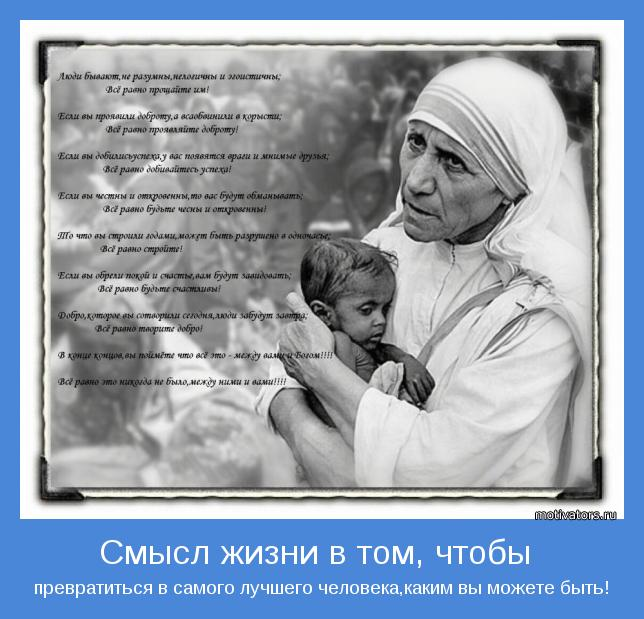 Люди бывают,не разумны,нелогичны и эгоистичны;
Всё равно прощайте им!
Если вы проявили доброту,а всаобвинили в корысти;
Всё равно проявляйте доброту!
Если вы добилисьуспеха,у вас появятся враги и мнимые друзья;
Всё равно добивайтесь успеха!
Если вы честны и откровенны,то вас будут обманывать;
Всё равно будьте чесны и откровенны!
То что вы строили годами,может быть разрушено в одночасье;
Всё равно стройте!
Если вы обрели покой и счастье,вам будут завидовать;
Всё равно будьте счастливы!
Добро,которое вы сотворили сегодня,люди забудут завтра;
Всё равно творите добро!
В конце концов,вы поймёте что всё это - между вами и Богом!!!!
Всё равно это никогда не было,между ними и вами!!!!
motivators.ru
Смысл жизни в том, чтобы
превратиться в самого лучшего человека,каким вы можете быть!